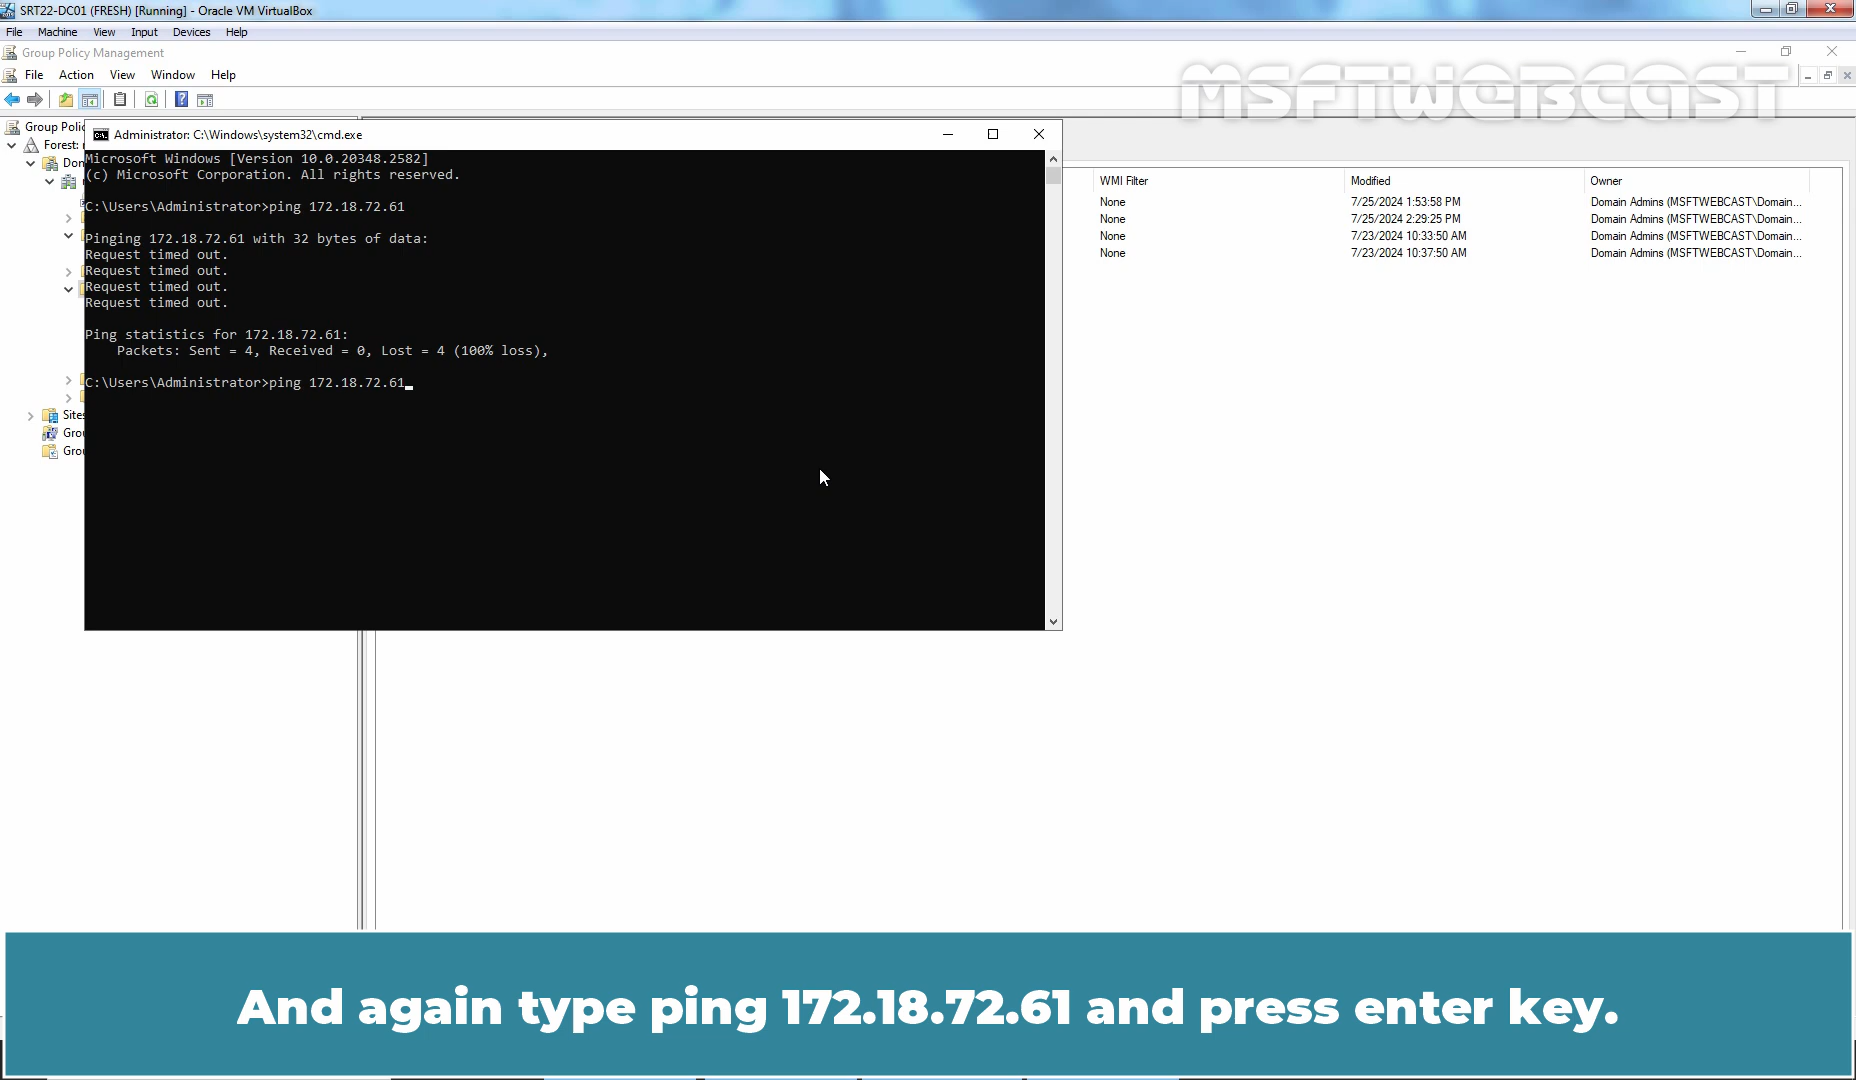 SRT22-DC01 (FRESH) [Running] - Oracle VM VirtualBox
File Machine View Input Devices Help
Group Policy Management
File Action View Window Help
MSFTWEBCAST
Group Polic
Forest:
Dom
Sites
Grou
Grou
Administrator: C:\Windows\system32\cmd.exe
Microsoft Windows [Version 10.0.20348.2582]
(c) Microsoft Corporation. All rights reserved.
C:\Users\Administrator>ping 172.18.72.61
Pinging 172.18.72.61 with 32 bytes of data:
Request timed out.
Request timed out.
Request timed out.
Request timed out.
Ping statistics for 172.18.72.61:
Packets: Sent = 4, Received = 0, Lost = 4 (100% loss),
C:\Users\Administrator>ping 172.18.72.61
WMI Filter Modified Owner
None 7/25/2024 1:53:58 PM Domain Admins (MSFTWEBCAST\Domain...
None 7/25/2024 2:29:25 PM Domain Admins (MSFTWEBCAST\Domain...
None 7/23/2024 10:33:50 AM Domain Admins (MSFTWEBCAST\Domain...
None 7/23/2024 10:37:50 AM Domain Admins (MSFTWEBCAST\Domain...
And again type ping 172.18.72.61 and press enter key.